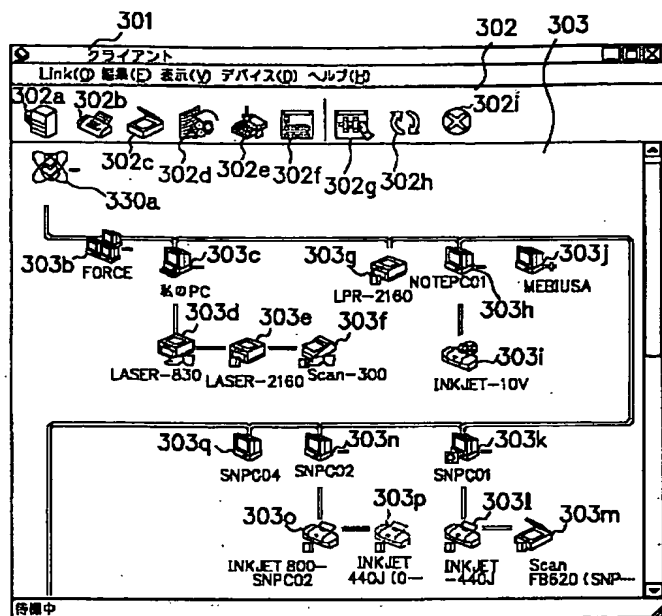 301
302
303
クライアント
Link(O) 編集(E) 表示(V) デバイス(D) ヘルプ(H)
302a
302b
302c
302d
302e
302f
302g
302h
302i
330a
303b
FORCE
303c
私のPC
303g
LPR-2160
NOTEPC01
303h
303j
MEBIUSA
303d
LASER-830
303e
LASER-2160
303f
Scan-300
303i
INKJET-10V
303q
SNPC04
303n
SNPC02
303k
SNPC01
303o
INKJET 800-
SNPC02
303p
INKJET
440J (0…
303l
INKJET
-440J
303m
Scan
FB620 (SNP…
待機中